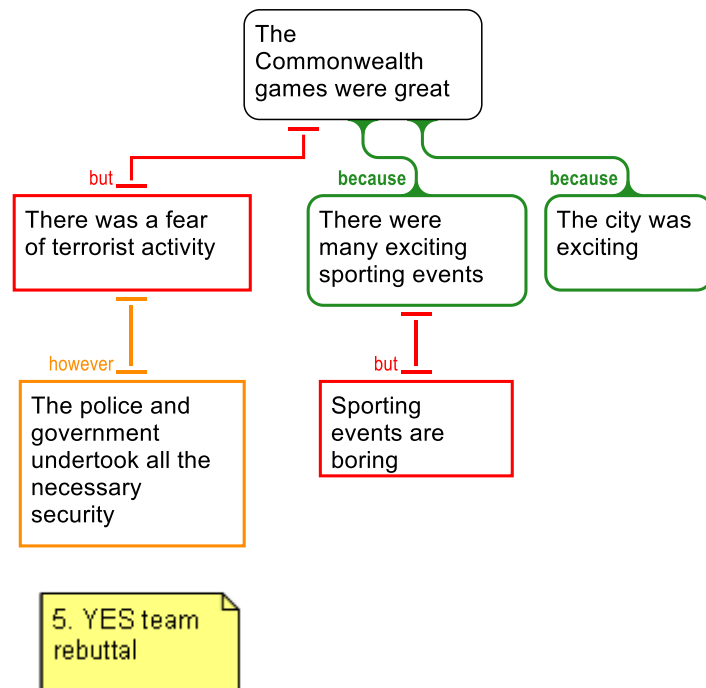 The
Commonwealth
games were great
but
There was a fear
of terrorist activity
because
There were
many exciting
sporting events
because
The city was
exciting
however
The police and
government
undertook all the
necessary
security
but
Sporting
events are
boring
5. YES team
rebuttal